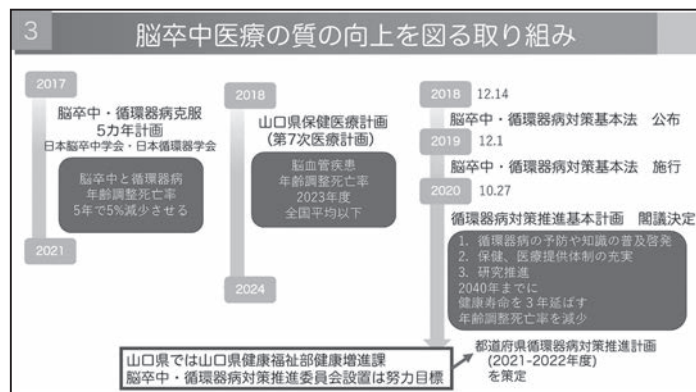 3
脳卒中医療の質の向上を図る取り組み
2017
脳卒中・循環器病克服
5カ年計画
日本脳卒中学会・日本循環器学会
脳卒中と循環器病
年齢調整死亡率
5年で5%減少させる
2021
2018
山口県保健医療計画
(第7次医療計画)
脳血管疾患
年齢調整死亡率
2023年度
全国平均以下
2024
2018 12.14
脳卒中・循環器病対策基本法 公布
2019 12.1
脳卒中・循環器病対策基本法 施行
2020 10.27
循環器病対策推進基本計画 閣議決定
1. 循環器病の予防や知識の普及啓発
2. 保健、医療提供体制の充実
3. 研究推進
2040年までに
健康寿命を3年延ばす
年齢調整死亡率を減少
山口県では山口県健康福祉部健康増進課
脳卒中・循環器病対策推進委員会設置は努力目標
都道府県循環器病対策推進計画
(2021-2022年度)
を策定